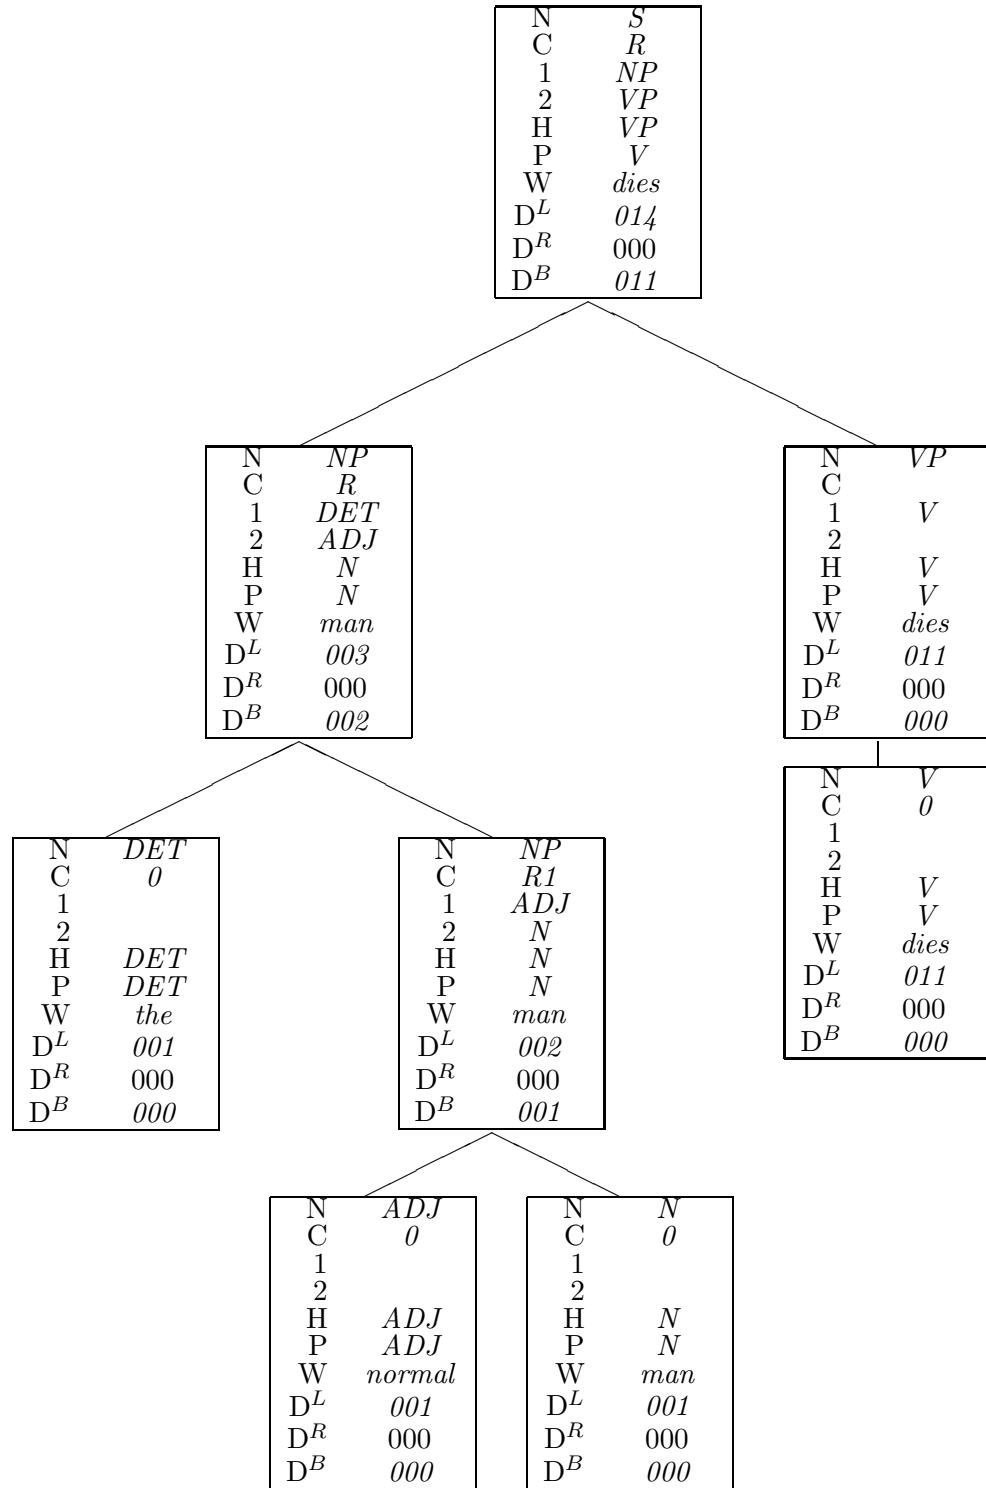 N S
C R
1 NP
2 VP
H VP
P V
W dies
D^L 014
D^R 000
D^B 011
N NP
C R
1 DET
2 ADJ
H N
P N
W man
D^L 003
D^R 000
D^B 002
N VP
C
1 V
2
H V
P V
W dies
D^L 011
D^R 000
D^B 000
N V
C 0
1
2
H V
P V
W dies
D^L 011
D^R 000
D^B 000
N DET
C 0
1
2
H DET
P DET
W the
D^L 001
D^R 000
D^B 000
N NP
C R1
1 ADJ
2 N
H N
P N
W man
D^L 002
D^R 000
D^B 001
N ADJ
C 0
1
2
H ADJ
P ADJ
W normal
D^L 001
D^R 000
D^B 000
N N
C 0
1
2
H N
P N
W man
D^L 001
D^R 000
D^B 000